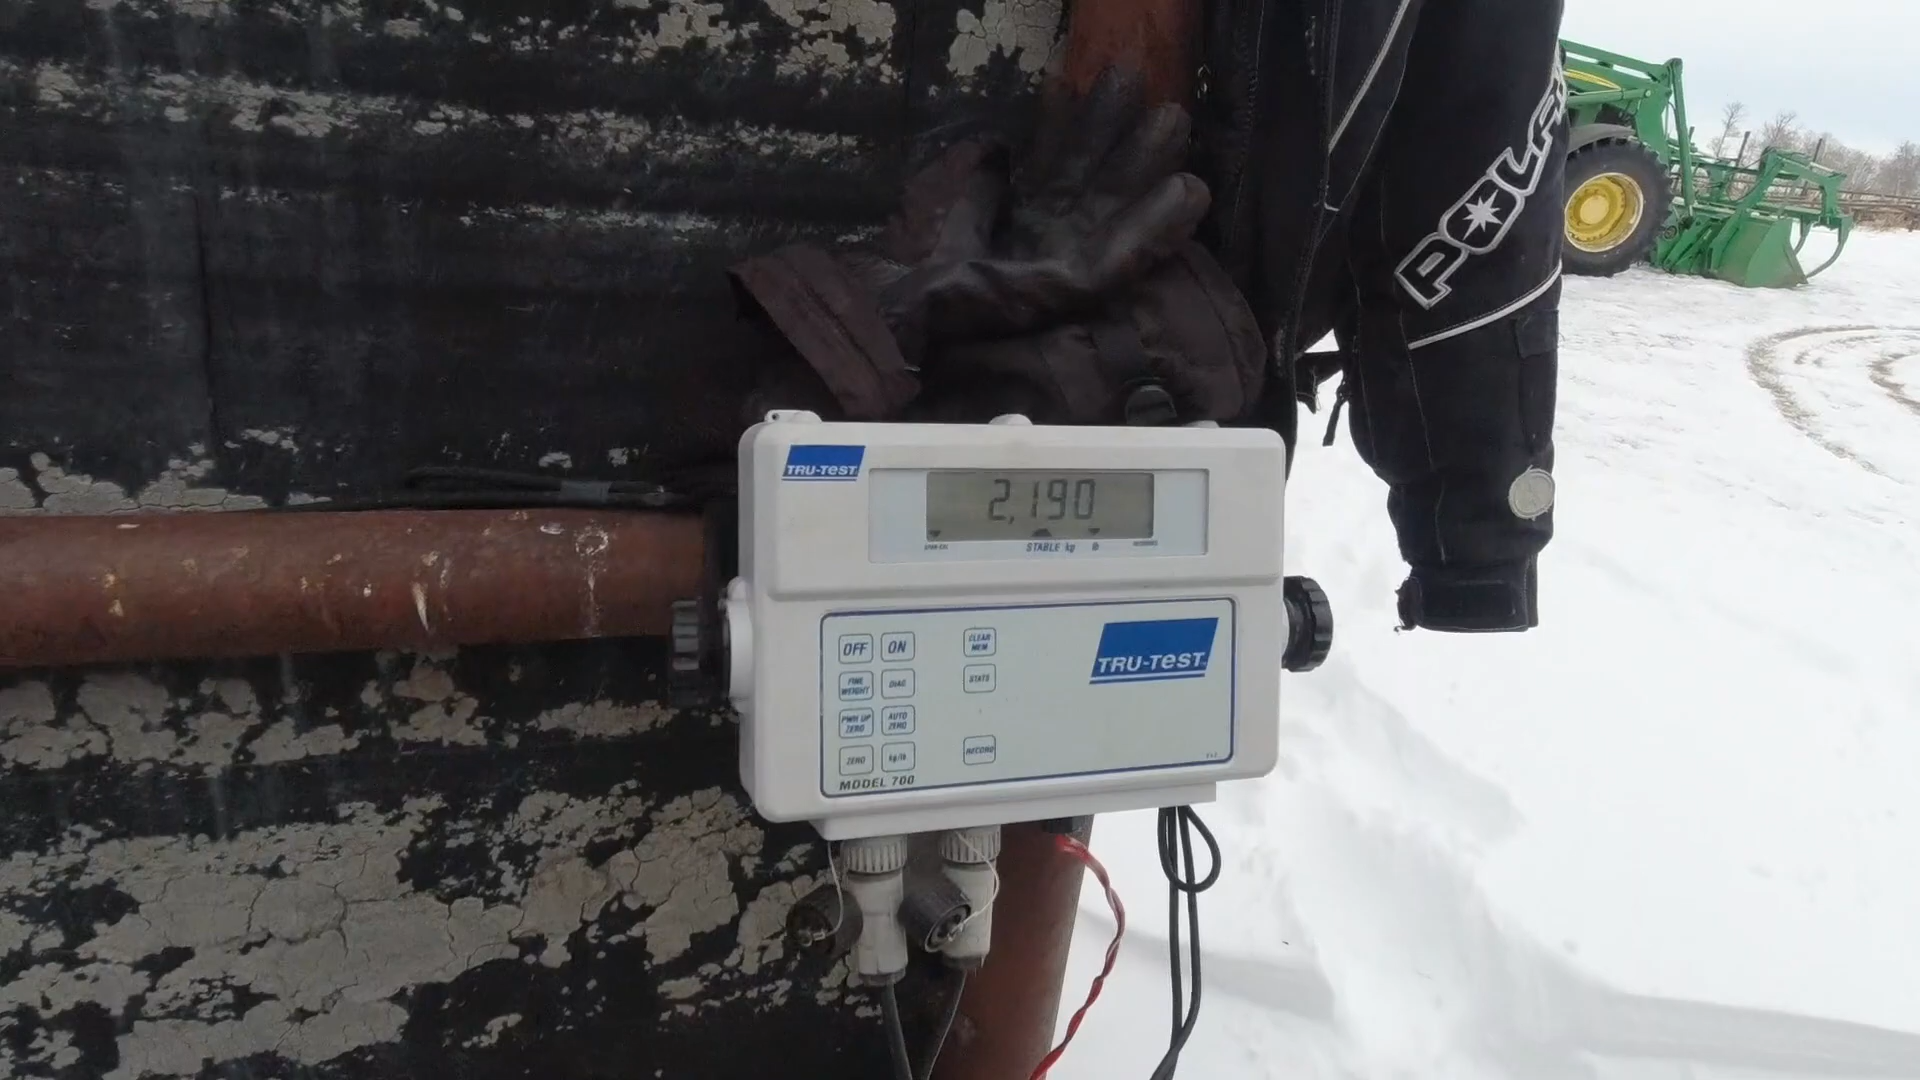 POLA
TRU-TEST
2,190
STABLE kg lb
OFF ON
CLEAR MEM
FINE WEIGHT
DIAG
STATS
PWR UP ZERO
AUTO ZERO
ZERO
kg/lb
RECORD
TRU-TEST
MODEL 700